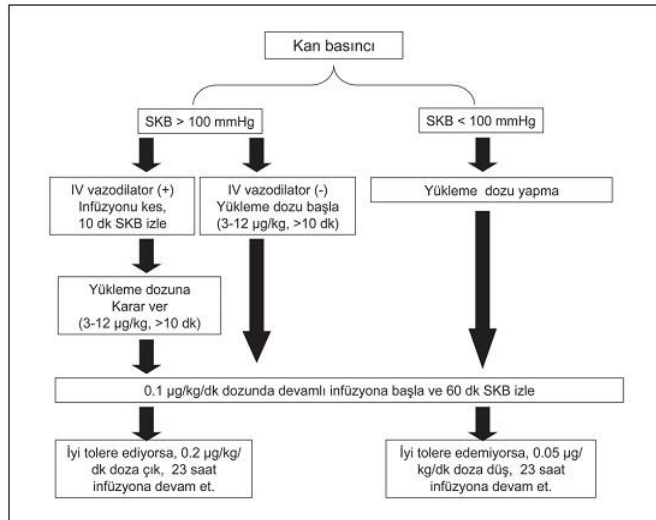 Kan basıncı
SKB > 100 mmHg
SKB < 100 mmHg
IV vazodilator (+)
İnfüzyonu kes,
10 dk SKB izle
IV vazodilator (-)
Yükleme dozu başla
(3-12 µg/kg, >10 dk)
Yükleme dozu yapma
Yükleme dozuna
Karar ver
(3-12 µg/kg, >10 dk)
0.1 µg/kg/dk dozunda devamlı infüzyona başla ve 60 dk SKB izle
İyi tolere ediyorsa, 0.2 µg/kg/
dk doza çık, 23 saat
infüzyona devam et.
İyi tolere edemiyorsa, 0.05 µg/
kg/dk doza düş, 23 saat
infüzyona devam et.